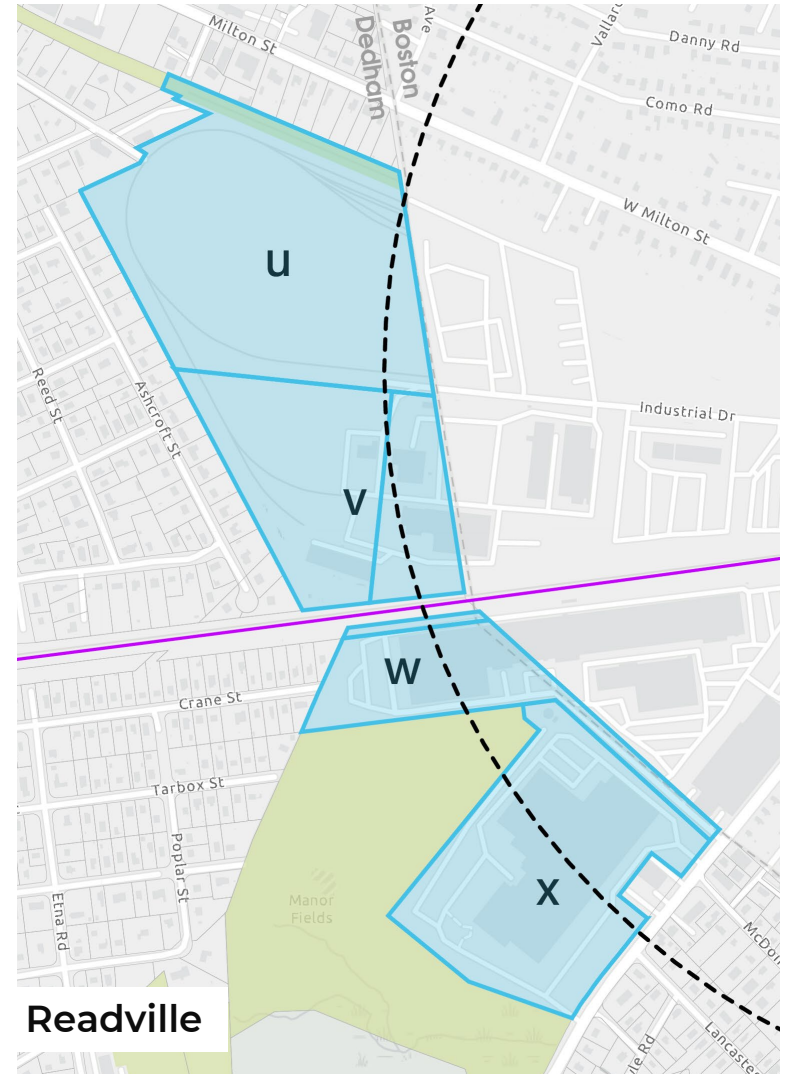 Milton St
Dedham
Boston
Ave
Danny Rd
Como Rd
W Milton St
U
Reed St
Ashcroft St
Industrial Dr
V
W
Crane St
Tarbox St
Poplar St
Etna Rd
Manor
Fields
X
Readville